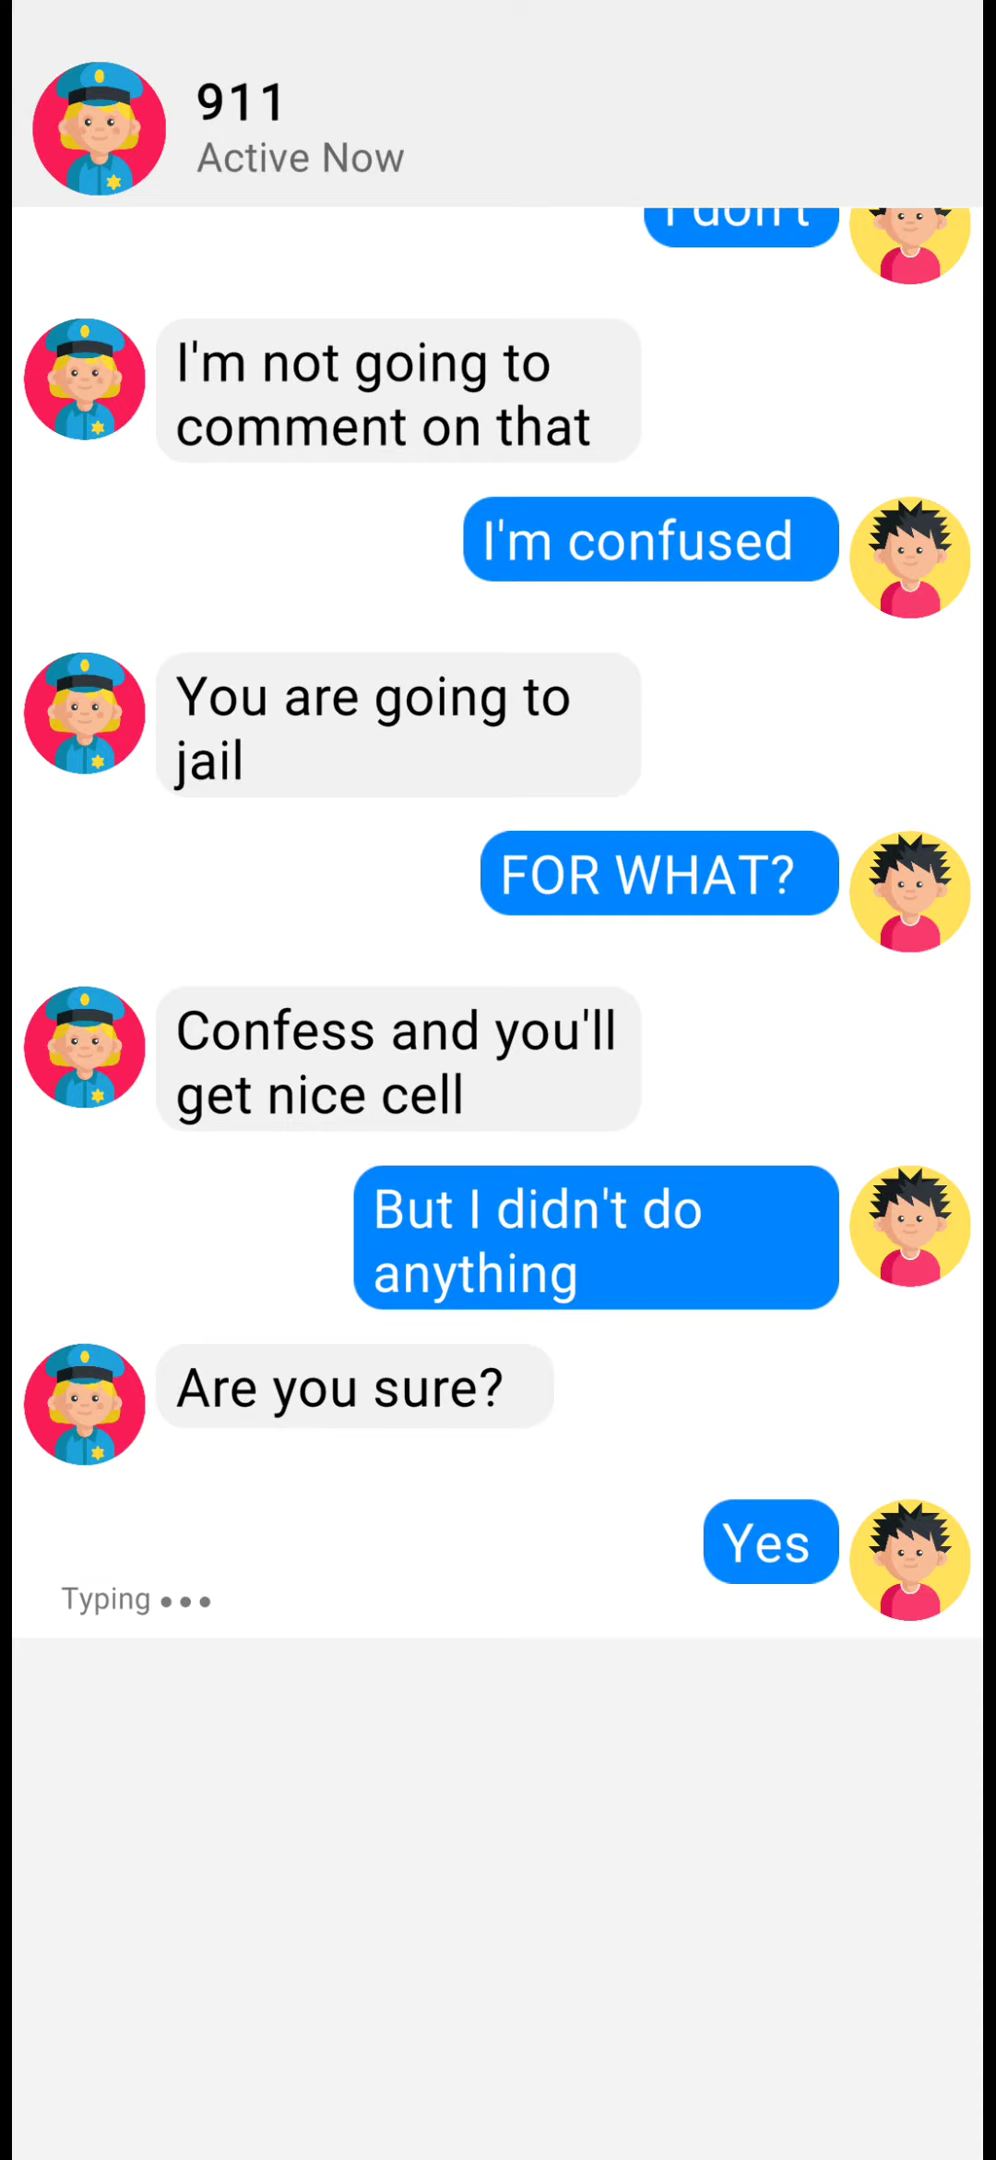 911
Active Now
I don't
I'm not going to
comment on that
I'm confused
You are going to
jail
FOR WHAT?
Confess and you'll
get nice cell
But I didn't do
anything
Are you sure?
Yes
Typing •••